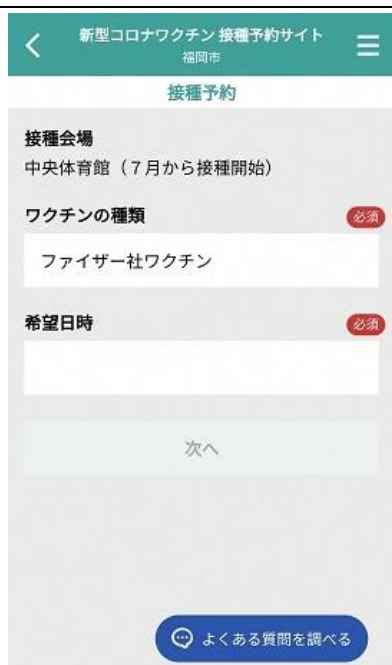 新型コロナワクチン 接種予約サイト
福岡市
接種予約
接種会場
中央体育館（７月から接種開始）
ワクチンの種類
必須
ファイザー社ワクチン
希望日時
必須
次へ
よくある質問を調べる